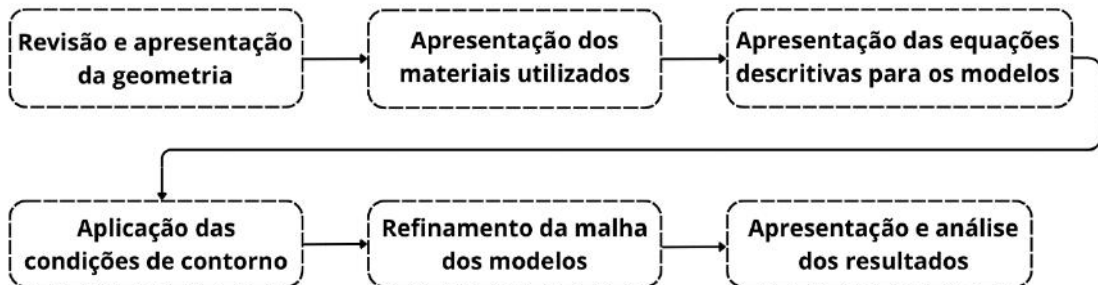 Revisão e apresentação
da geometria
Apresentação dos
materiais utilizados
Apresentação das equações
descritivas para os modelos
Aplicação das
condições de contorno
Refinamento da malha
dos modelos
Apresentação e análise
dos resultados